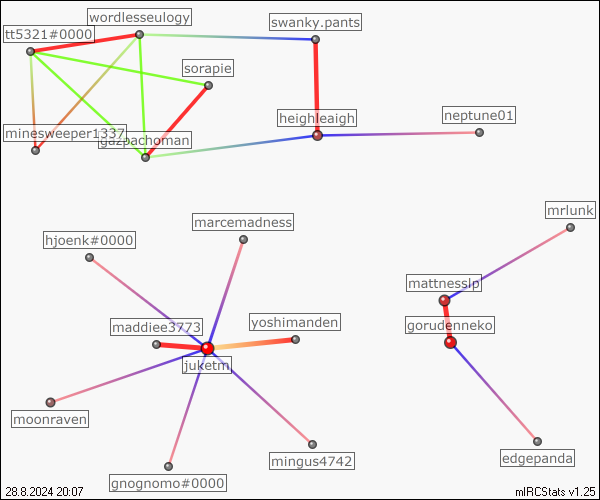 wordlesseulogy
swanky.pants
tt5321#0000
sorapie
heighleaigh
neptune01
minesweeper1337
gazpachoman
mrlunk
marcemadness
hjoenk#0000
mattnesslp
yoshimanden
maddiee3773
gorudenneko
juketm
moonraven
edgepanda
mingus4742
gnognomo#0000
28.8.2024 20:07
mIRCStats v1.25